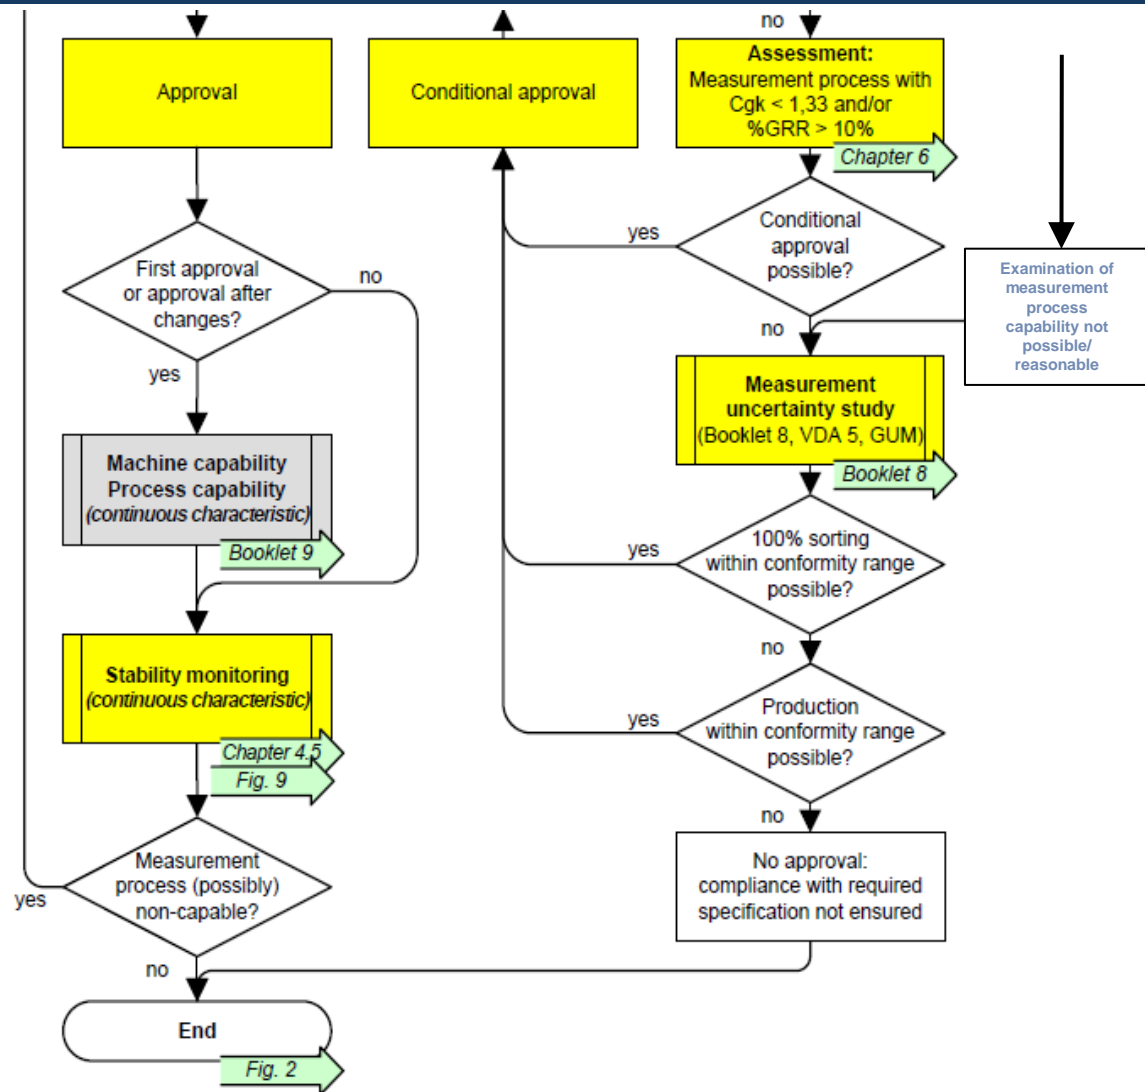 no
Approval
Conditional approval
Assessment:
Measurement process with
Cgk < 1,33 and/or
%GRR > 10%
Chapter 6
Conditional
approval
possible?
yes
no
Examination of
measurement
process
capability not
possible/
reasonable
First approval
or approval after
changes?
no
yes
Measurement
uncertainty study
(Booklet 8, VDA 5, GUM)
Booklet 8
Machine capability
Process capability
(continuous characteristic)
Booklet 9
100% sorting
within conformity range
possible?
yes
no
Stability monitoring
(continuous characteristic)
Chapter 4.5
Fig. 9
Production
within conformity range
possible?
yes
no
Measurement
process (possibly)
non-capable?
yes
no
No approval:
compliance with required
specification not ensured
End
Fig. 2